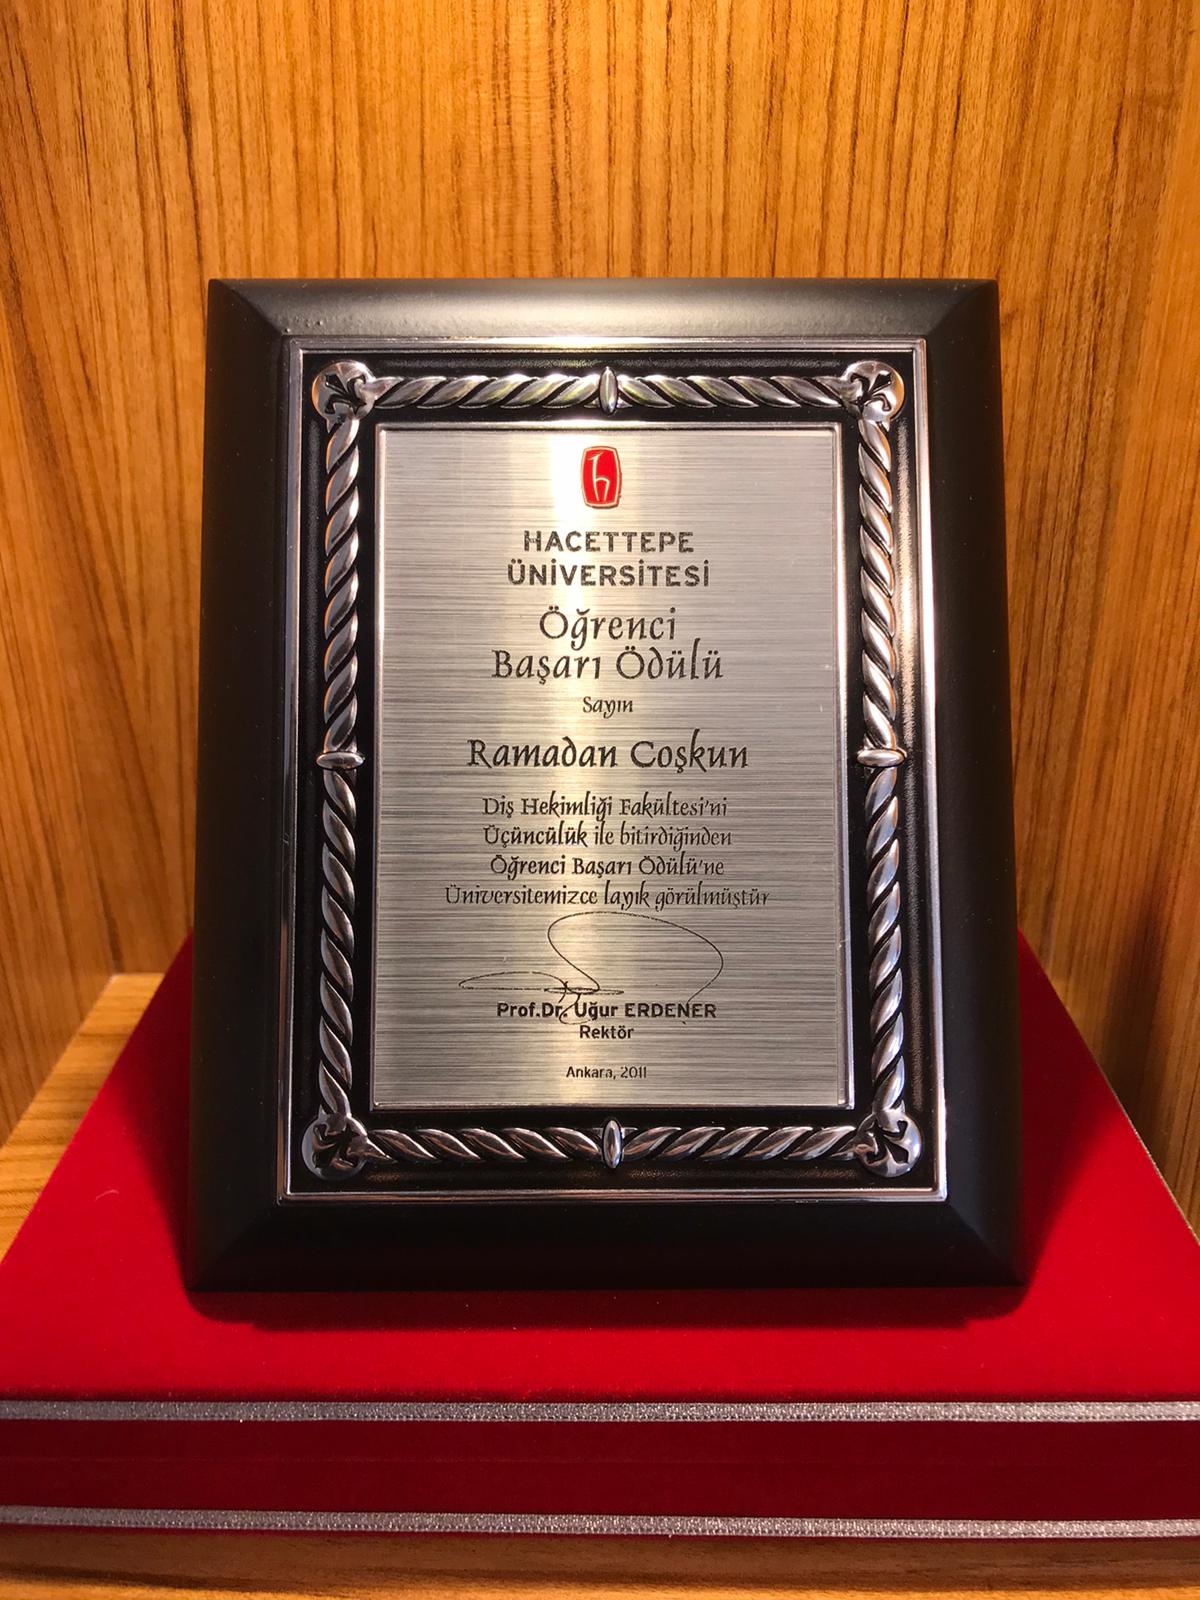 HACETTEPE
ÜNİVERSİTESİ
Öğrenci
Başarı Ödülü
Sayın
Ramadan Coşkun
Diş Hekimliği Fakültesi'ni
Üçüncülük ile bitirdiğinden
Öğrenci Başarı Ödülü'ne
Üniversitemizce layık görülmüştür
Prof.Dr. Uğur ERDENER
Rektör
Ankara, 2011